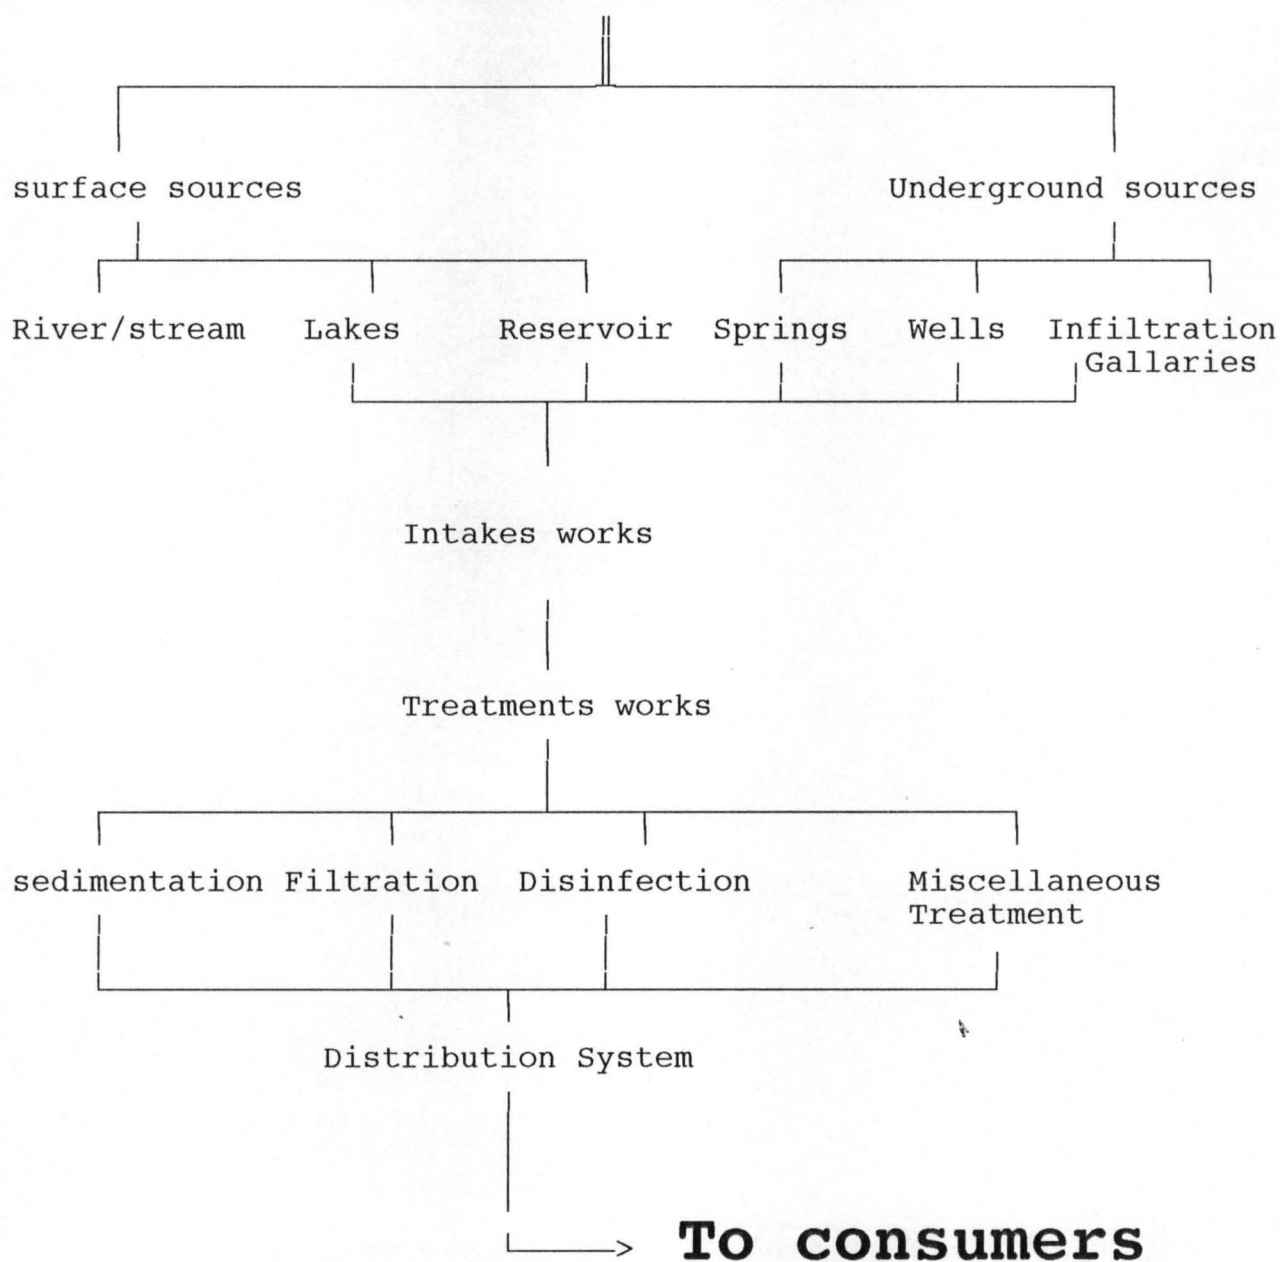 surface sources Underground sources
River/stream Lakes Reservoir Springs Wells Infiltration
Gallaries
Intakes works
Treatments works
sedimentation Filtration Disinfection Miscellaneous
Treatment
Distribution System
To consumers